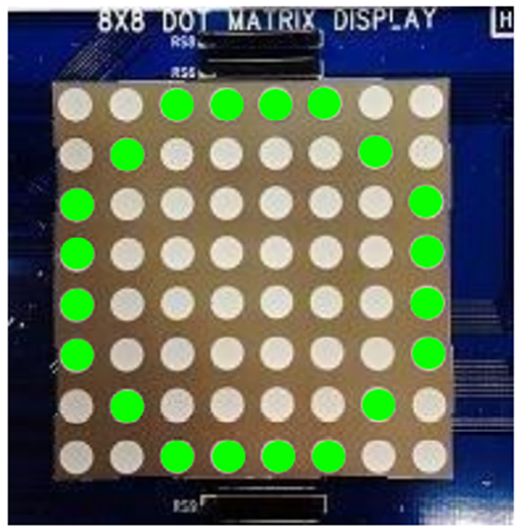 8X8 DOT MATRIX DISPLAY
H
RS8
RS6
RS9